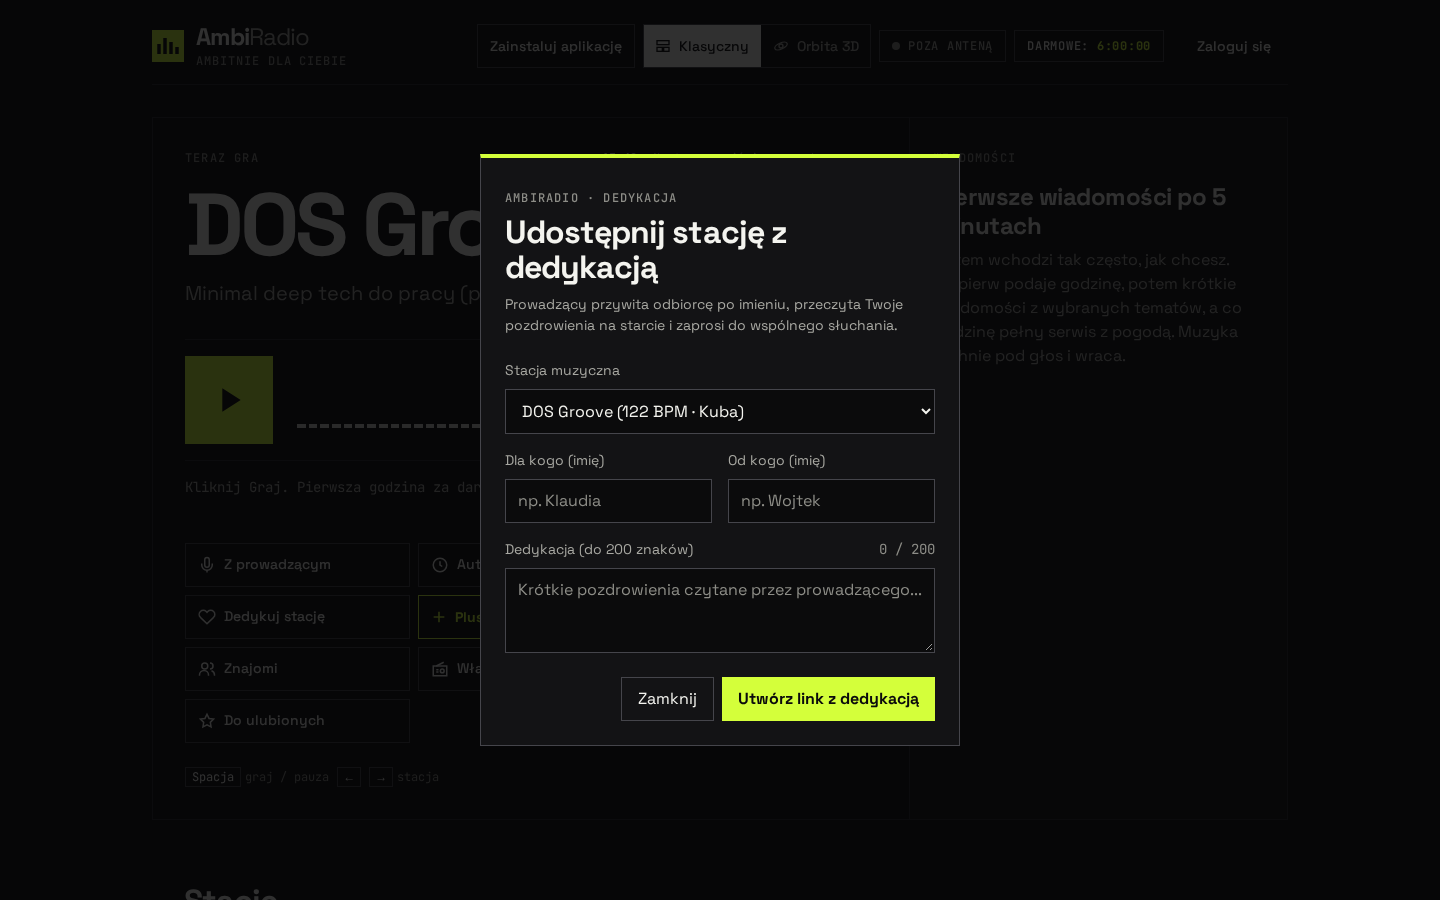 AmbiRadio
AMBITNIE DLA CIEBIE
Zainstaluj aplikację
Klasyczny
Orbita 3D
POZA ANTENĄ
DARMOWE: 6:00:00
Zaloguj się
TERAZ GRA
DOS Gro
Minimal deep tech do pracy (p
Kliknij Graj. Pierwsza godzina za dar
Z prowadzącym
Aut
Dedykuj stację
Plus
Znajomi
Wła
Do ulubionych
Spacja graj / pauza ← → stacja
AMBIRADIO · DEDYKACJA
Udostępnij stację z
dedykacją
Prowadzący przywita odbiorcę po imieniu, przeczyta Twoje
pozdrowienia na starcie i zaprosi do wspólnego słuchania.
Stacja muzyczna
DOS Groove (122 BPM · Kuba)
Dla kogo (imię)
Od kogo (imię)
np. Klaudia
np. Wojtek
Dedykacja (do 200 znaków)
0 / 200
Krótkie pozdrowienia czytane przez prowadzącego...
Zamknij
Utwórz link z dedykacją
DOMOŚCI
erwsze wiadomości po 5
nutach
em wchodzi tak często, jak chcesz.
pierw podaje godzinę, potem krótkie
domości z wybranych tematów, a co
dzinę pełny serwis z pogodą. Muzyka
hnie pod głos i wraca.
Stacje